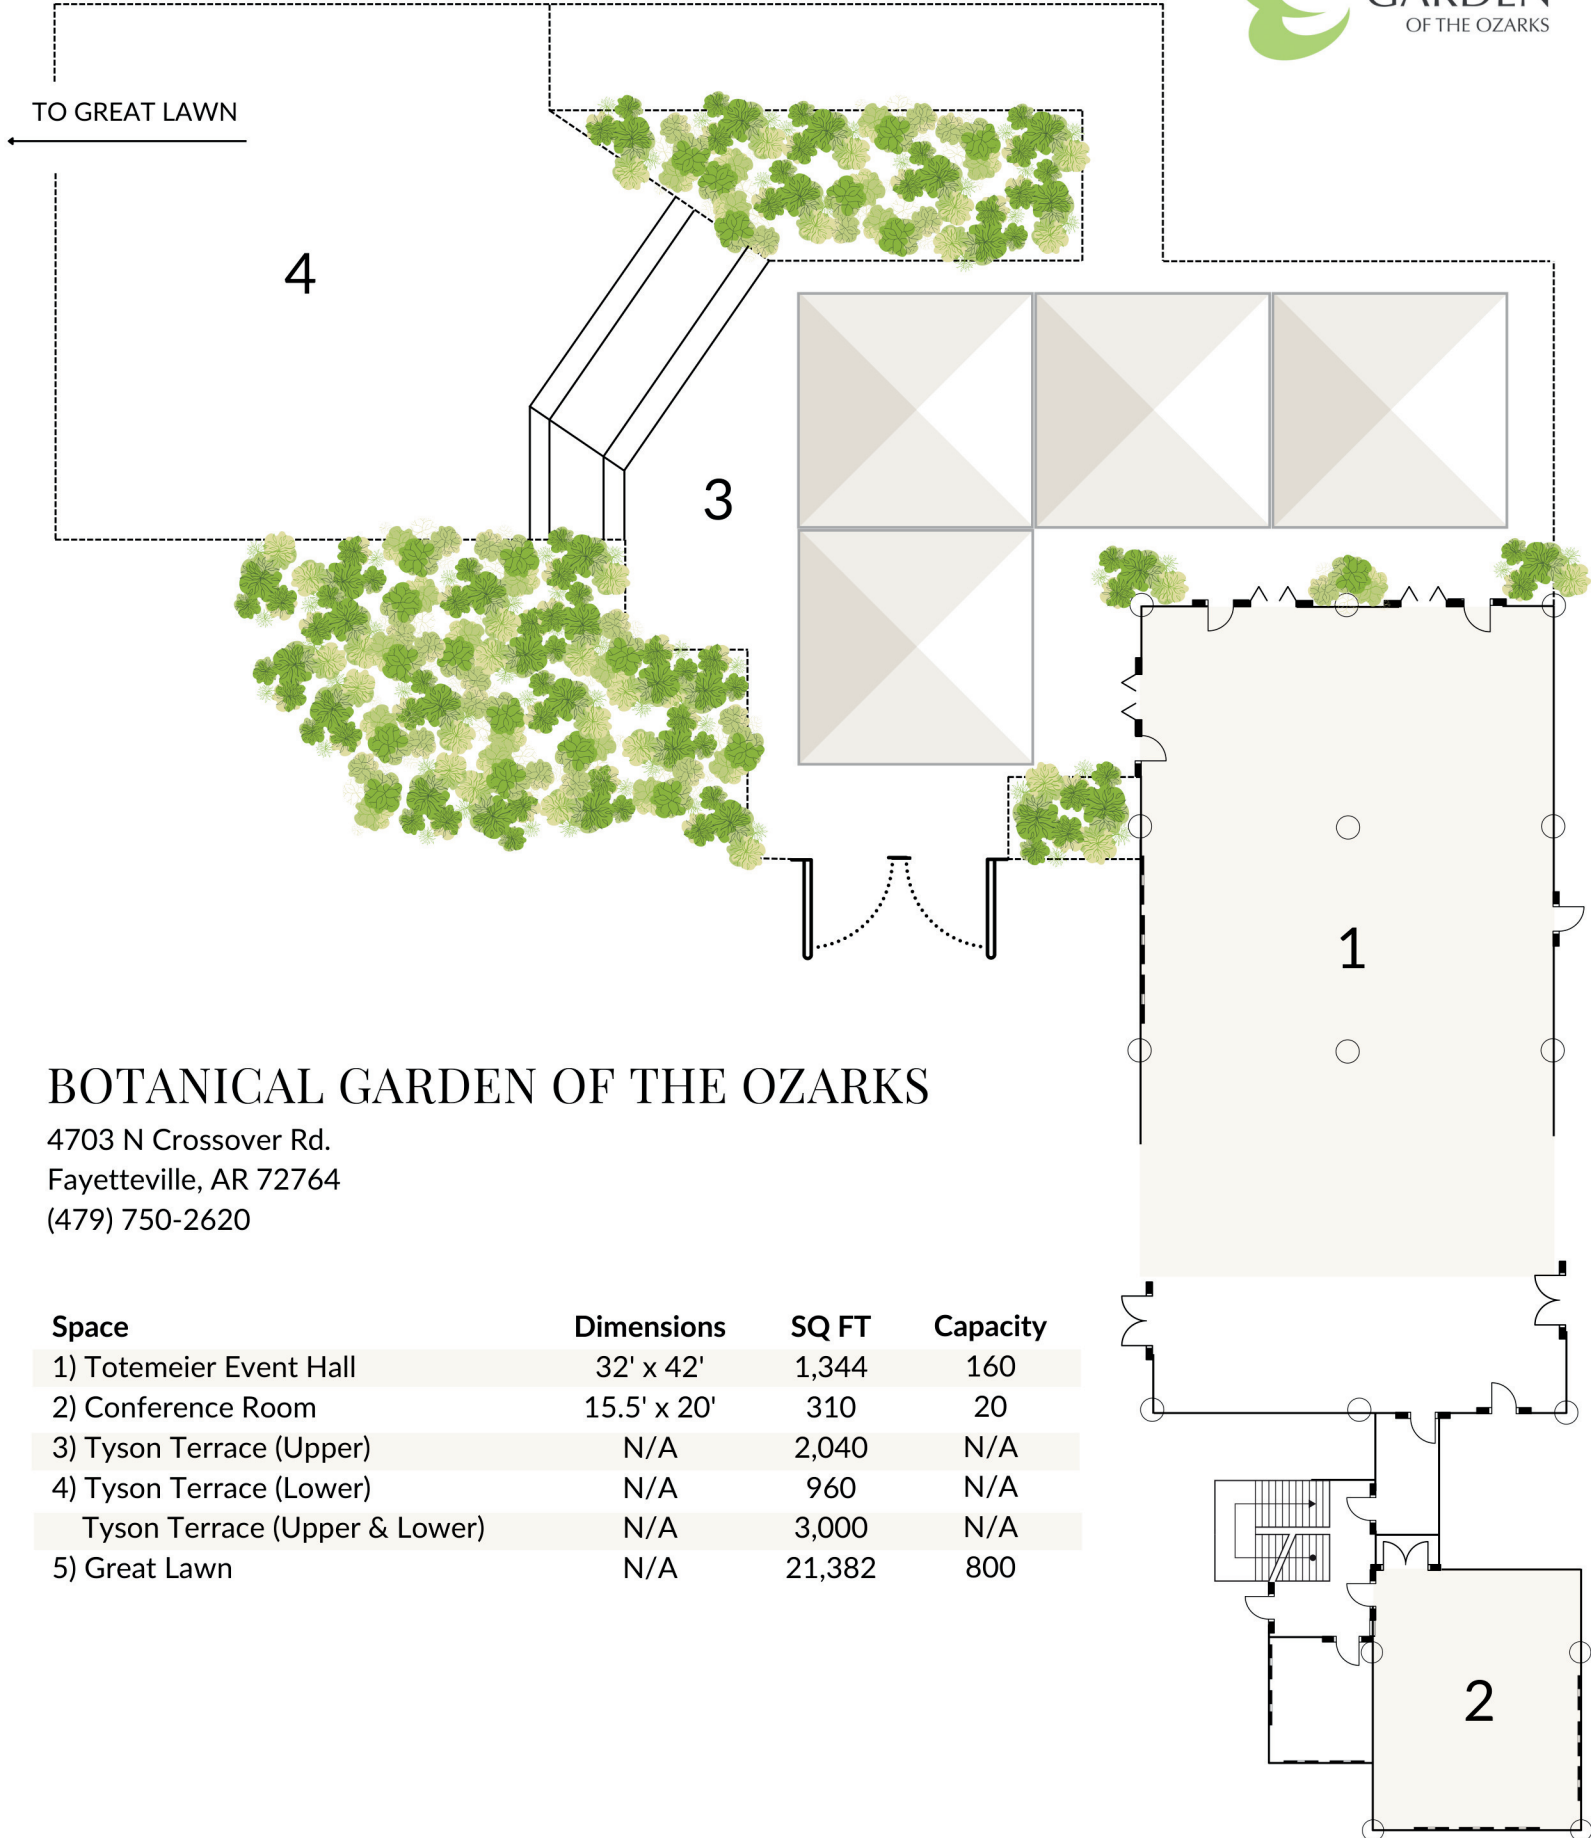 GARDEN
OF THE OZARKS
TO GREAT LAWN
4
3
1
BOTANICAL GARDEN OF THE OZARKS
4703 N Crossover Rd.
Fayetteville, AR 72764
(479) 750-2620
Space Dimensions SQ FT Capacity
1) Totemeier Event Hall 32' x 42' 1,344 160
2) Conference Room 15.5' x 20' 310 20
3) Tyson Terrace (Upper) N/A 2,040 N/A
4) Tyson Terrace (Lower) N/A 960 N/A
Tyson Terrace (Upper & Lower) N/A 3,000 N/A
5) Great Lawn N/A 21,382 800
2